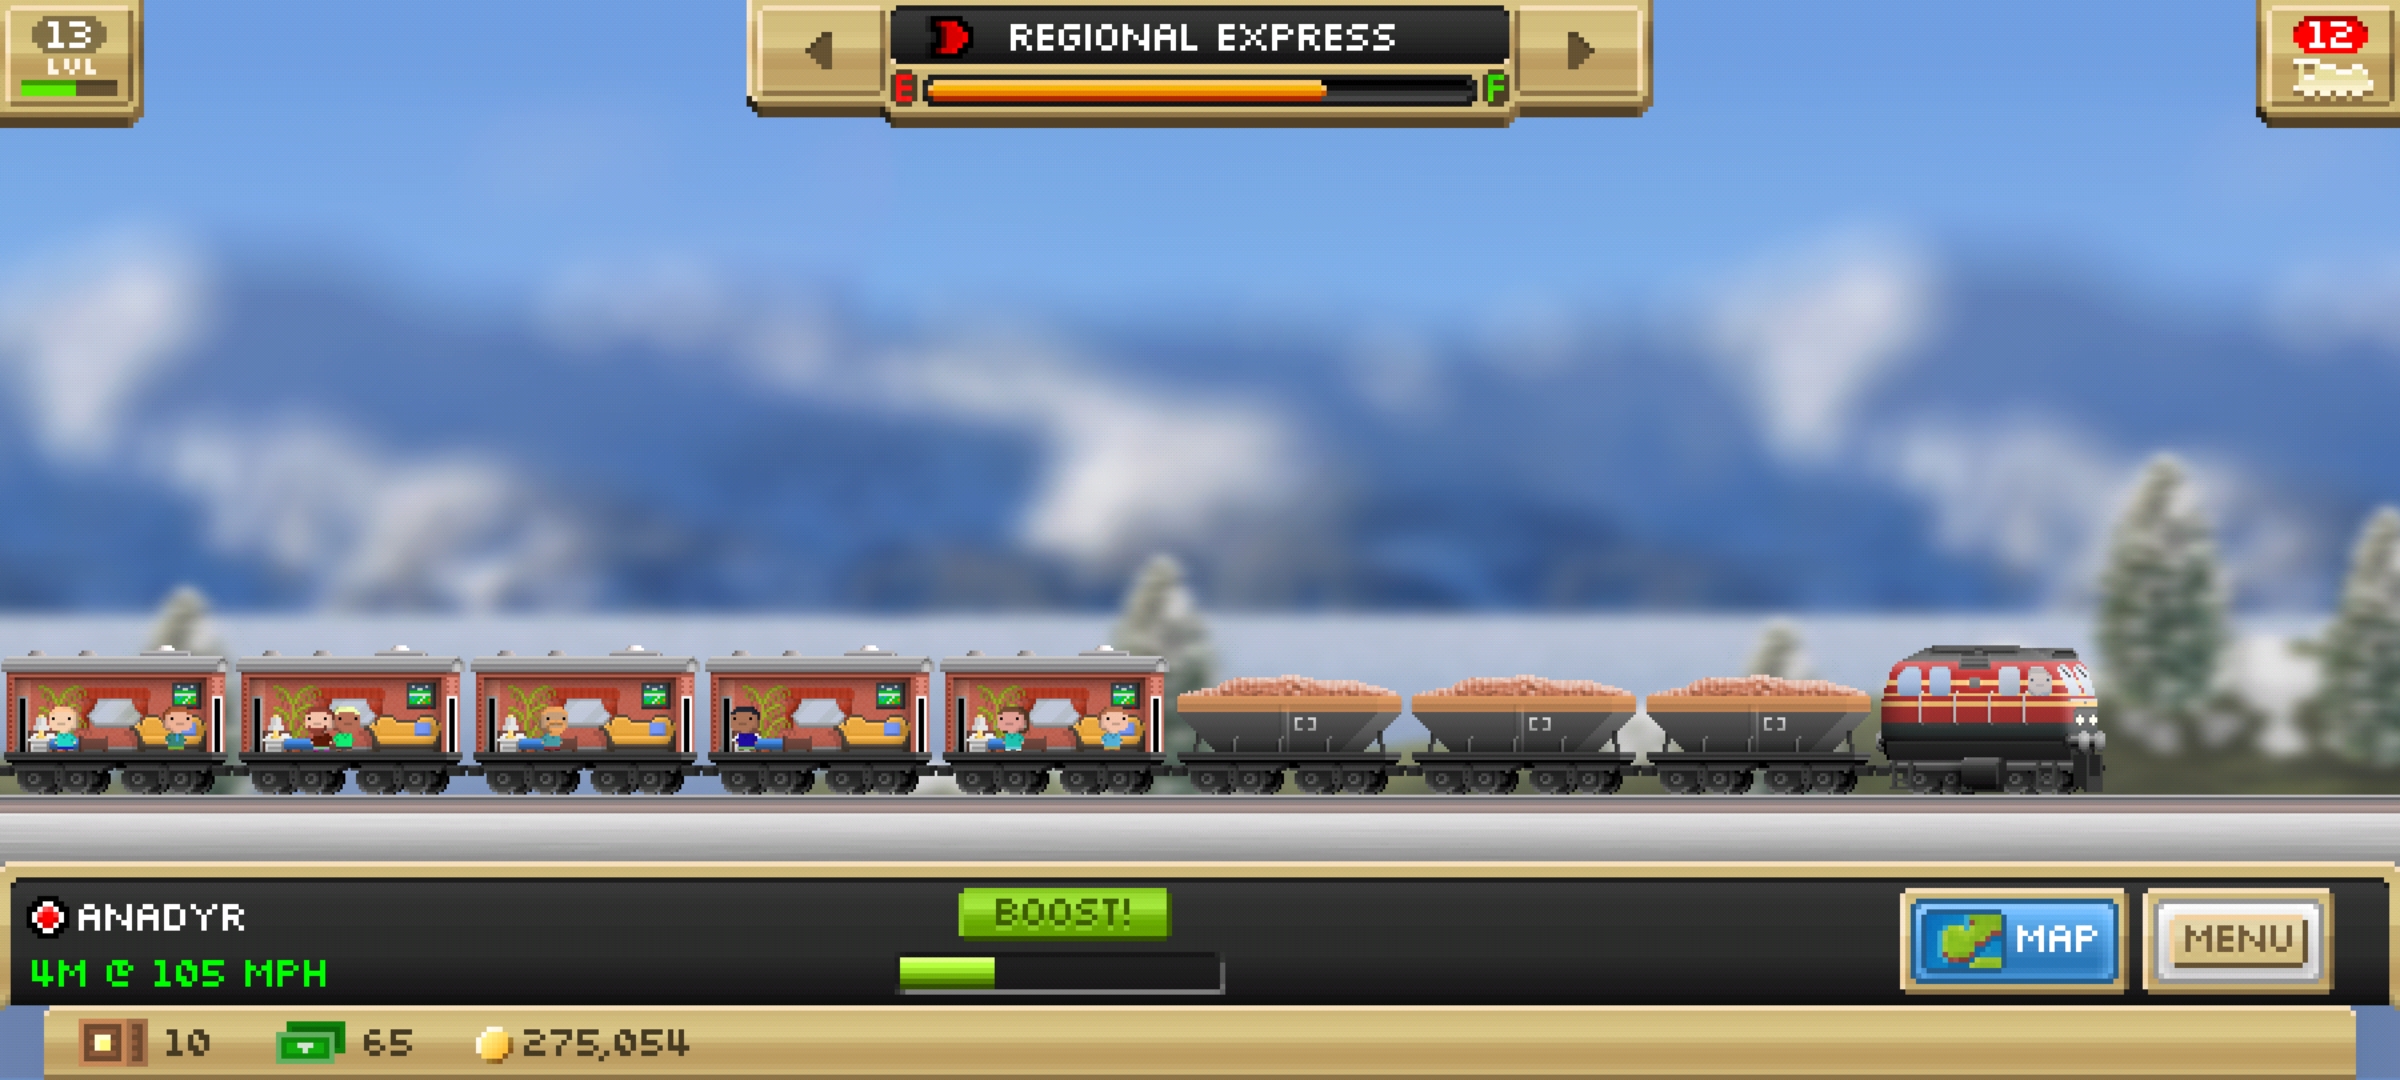 13
LVL
REGIONAL EXPRESS
E F
12
ANADYR
4M @ 105 MPH
BOOST!
MAP
MENU
10
65
275,054